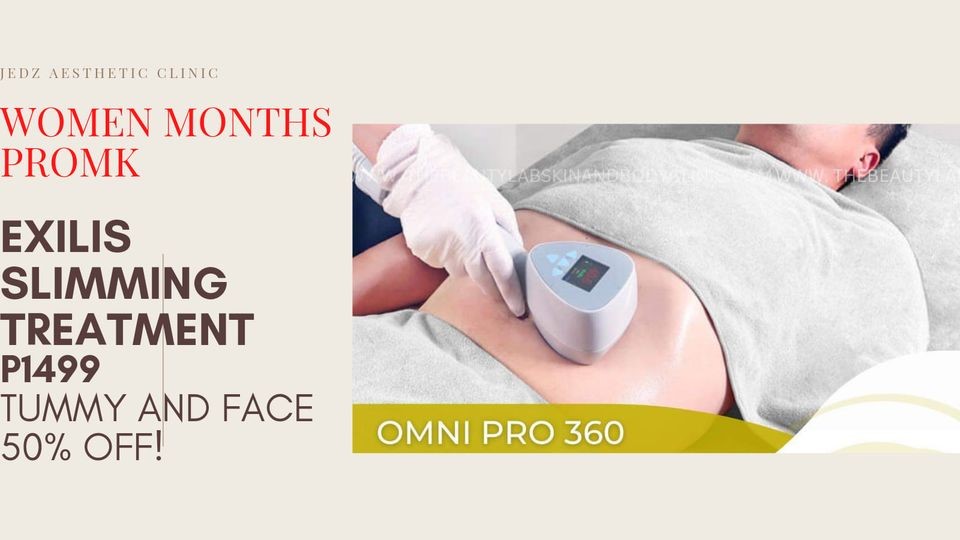 JEDZ AESTHETIC CLINIC
WOMEN MONTHS
PROMK
EXILIS
SLIMMING
TREATMENT
P1499
TUMMY AND FACE
50% OFF!
WWW. THEBEAUTYLABSKINANDBODYCLINIC.COM WWW. THEBEAUTYLA
OMNI PRO 360